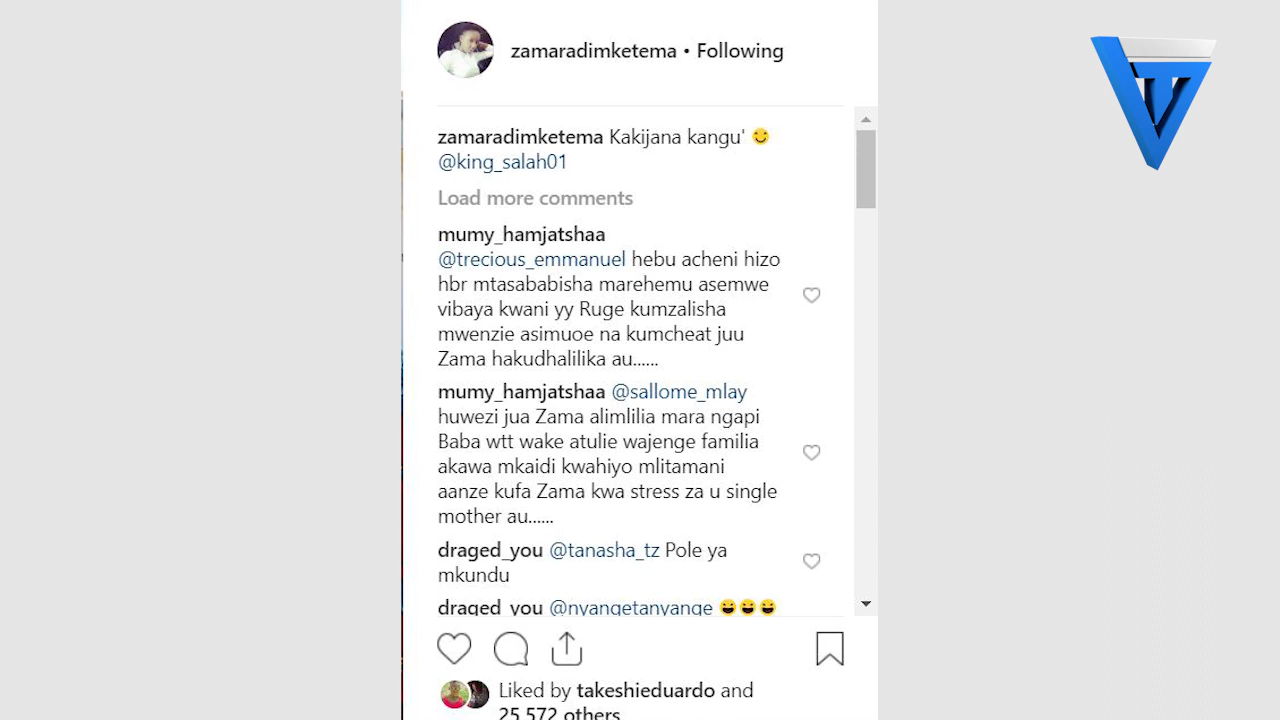 zamaradimketema • Following
zamaradimketema Kakijana kangu' 😊
@king_salah01
Load more comments
mumy_hamjatshaa
@trecious_emmanuel hebu acheni hizo
hbr mtasababisha marehemu asemwe
vibaya kwani yy Ruge kumzalisha
mwenzie asimuoe na kumcheat juu
Zama hakudhalilika au......
mumy_hamjatshaa @sallome_mlay
huwezi jua Zama alimlilia mara ngapi
Baba wtt wake atulie wajenge familia
akawa mkaidi kwahiyo mlitamani
aanze kufa Zama kwa stress za u single
mother au......
draged_you @tanasha_tz Pole ya
mkundu
draged_you @nyangetanyange 😆😆😆
Liked by takeshieduardo and
25,572 others